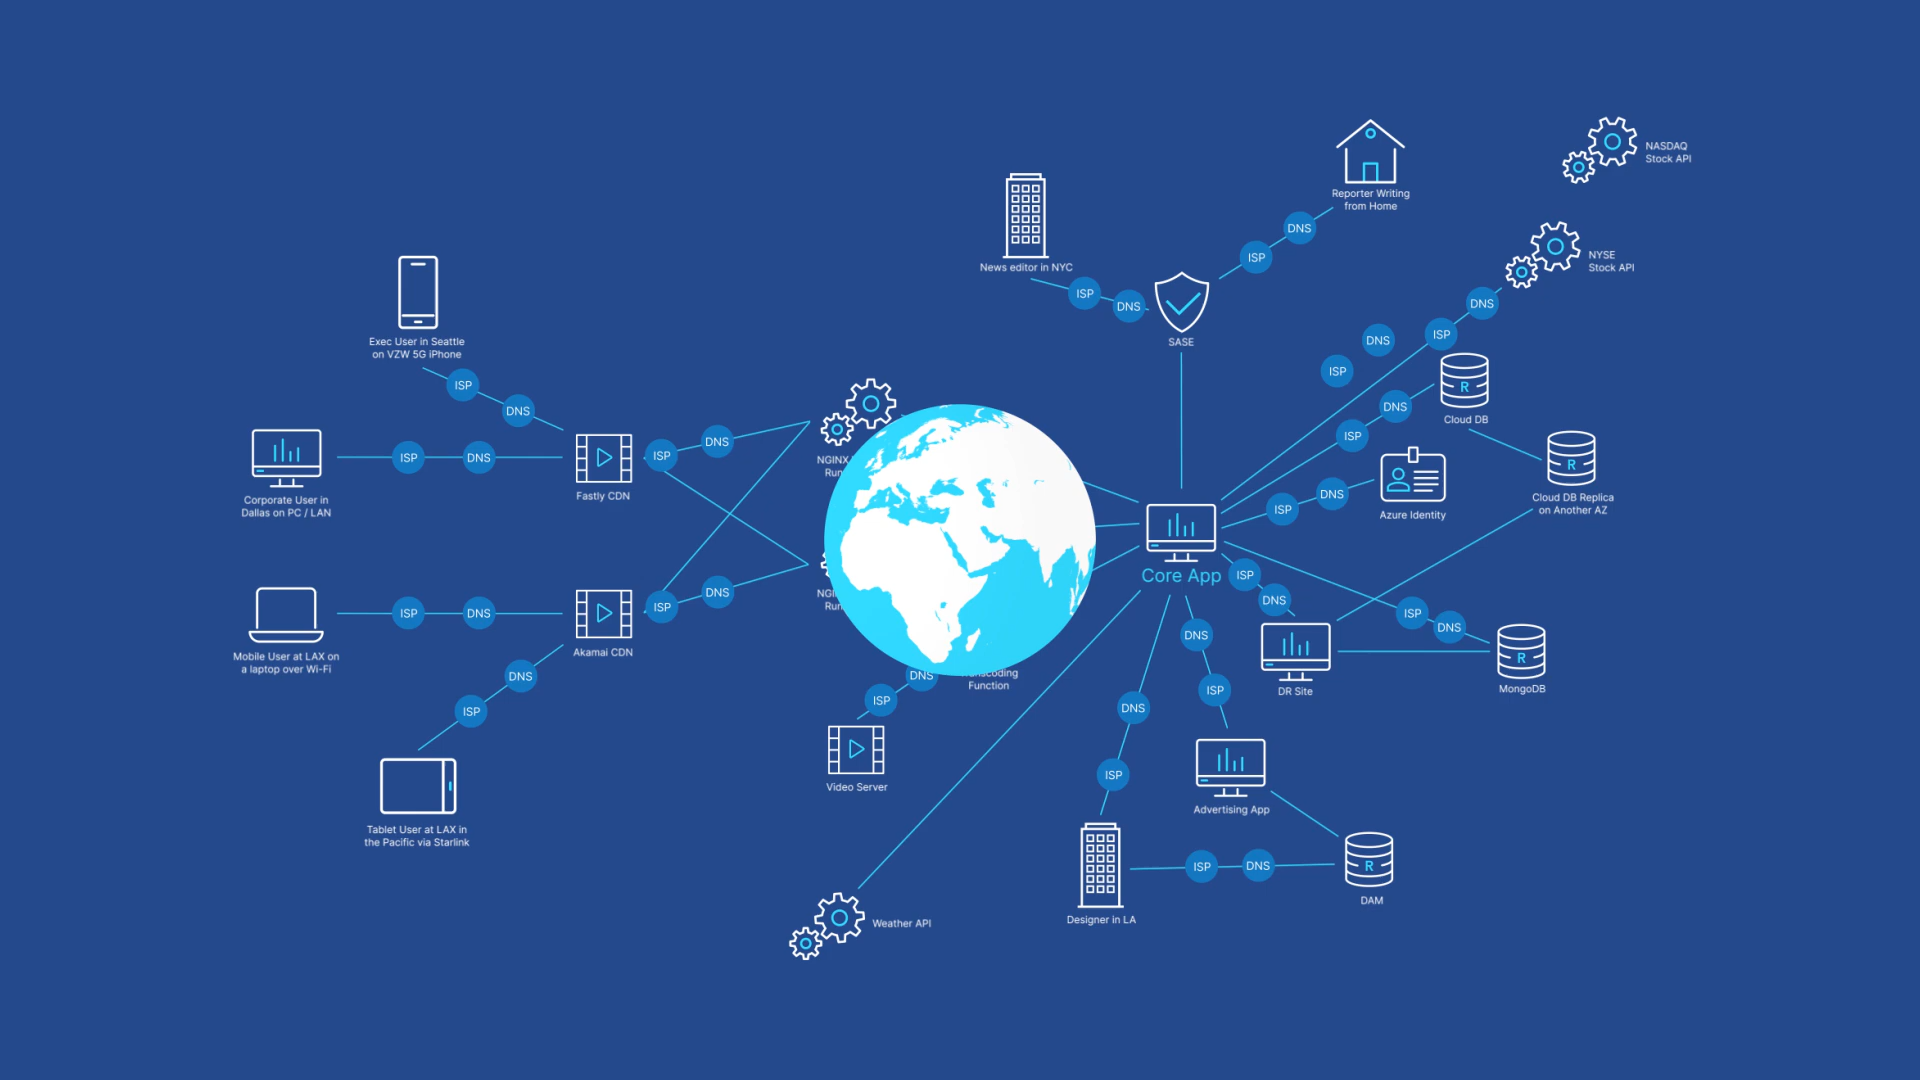 NASDAQ
Stock API
Reporter Writing
from Home
DNS
ISP
News editor in NYC
ISP
DNS
SASE
NYSE
Stock API
DNS
ISP
DNS
ISP
Exec User in Seattle
on VZW 5G iPhone
ISP
DNS
Corporate User in
Dallas on PC / LAN
ISP
DNS
Fastly CDN
ISP
DNS
NGINX
Run
DNS
ISP
Cloud DB
Cloud DB Replica
on Another AZ
ISP
DNS
Azure Identity
Core App
ISP
DNS
Mobile User at LAX on
a laptop over Wi-Fi
ISP
DNS
Akamai CDN
ISP
DNS
NGI
Run
DNS
ISP
Tablet User at LAX in
the Pacific via Starlink
DNS
ISP
Function
Video Server
DNS
ISP
DNS
ISP
ISP
DNS
DR Site
MongoDB
R
R
R
R
Advertising App
Designer in LA
ISP
DNS
DAM
Weather API